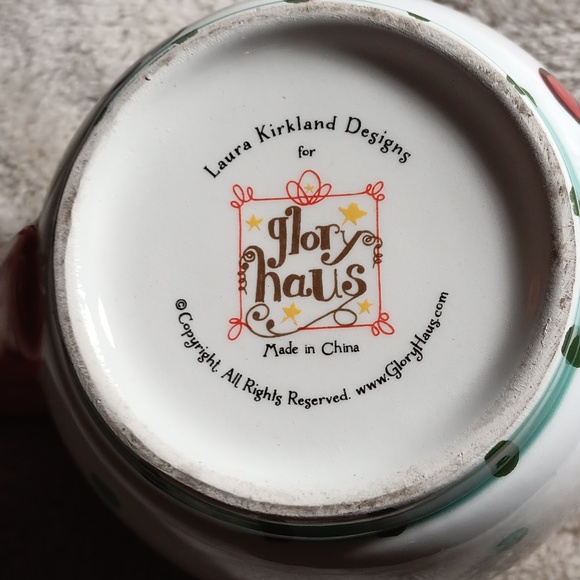 Laura Kirkland Designs
for
glory
haus
Made in China
©Copyright, All Rights Reserved. www.GloryHaus.com